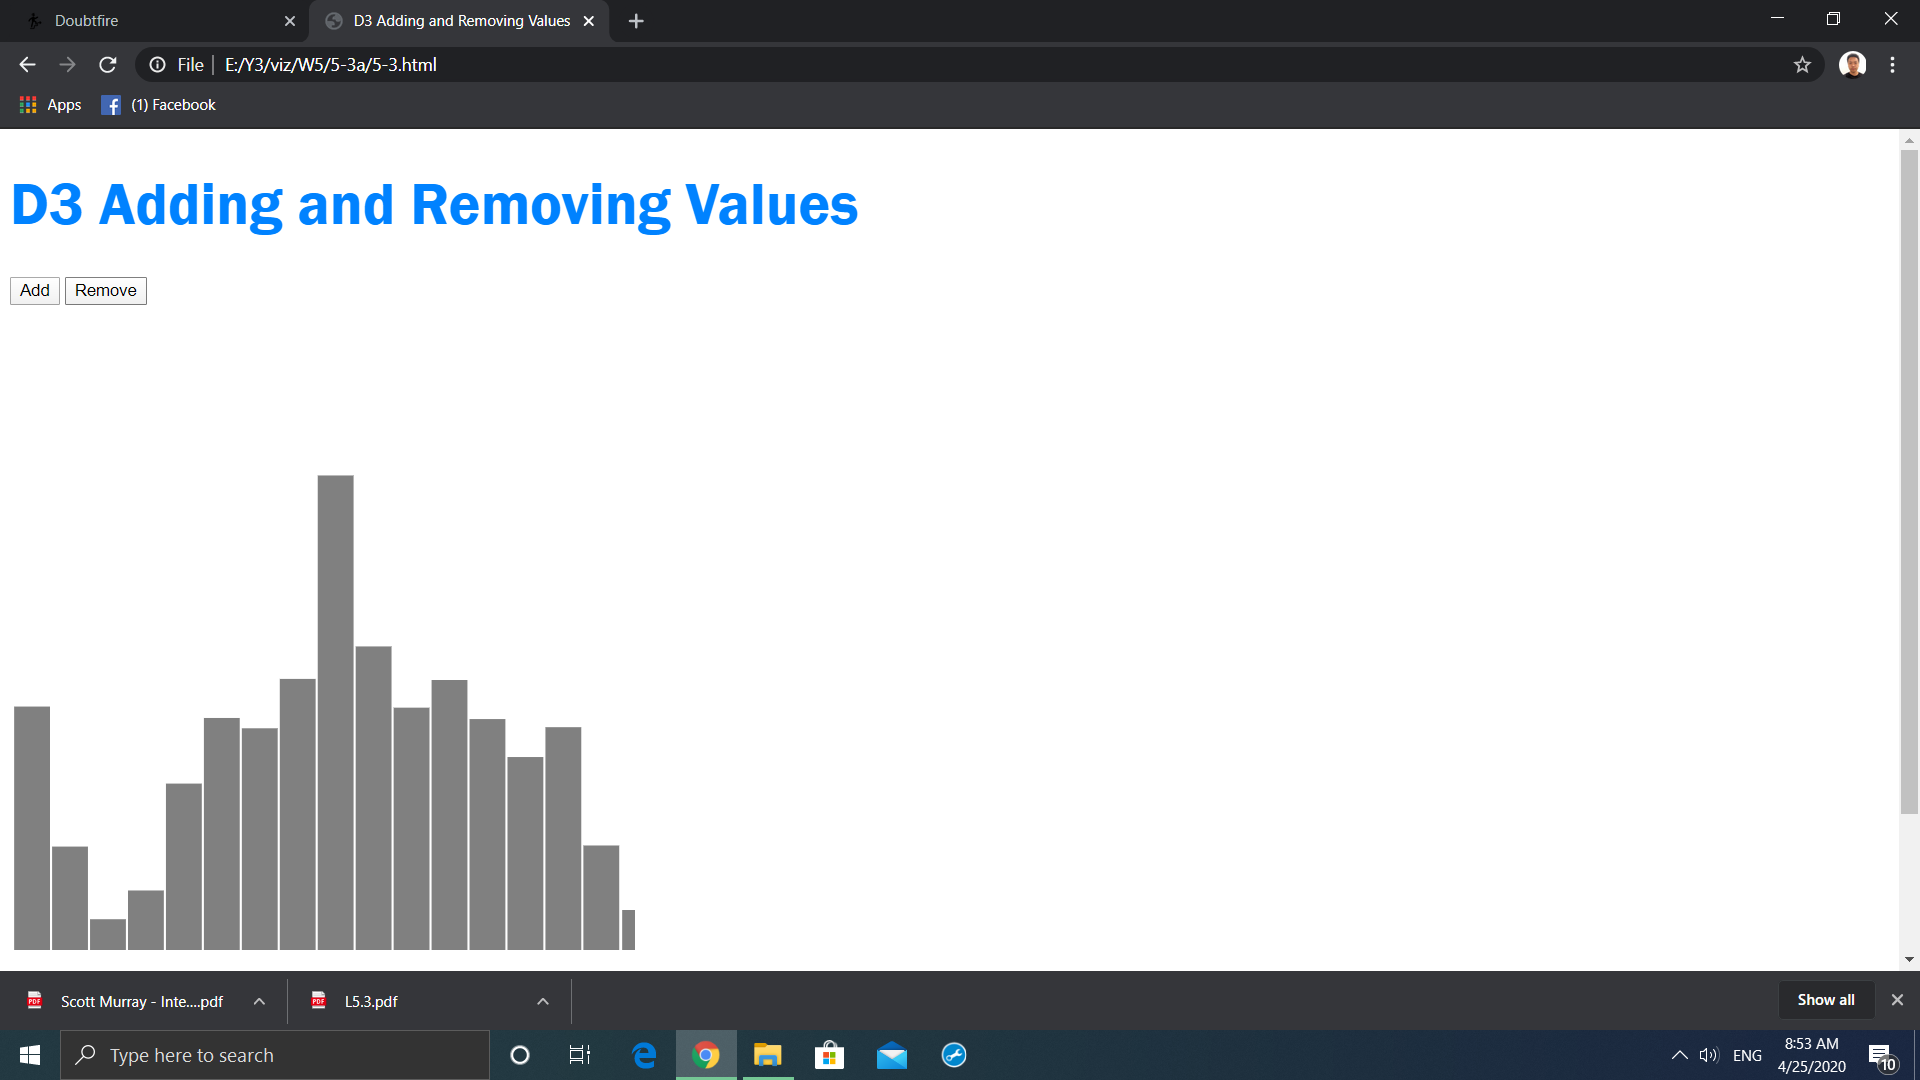 Doubtfire
D3 Adding and Removing Values
File
E:/Y3/viz/W5/5-3a/5-3.html
Apps
(1) Facebook
D3 Adding and Removing Values
Add
Remove
PDF
Scott Murray - Inte....pdf
PDF
L5.3.pdf
Show all
Type here to search
ENG
8:53 AM
4/25/2020
10